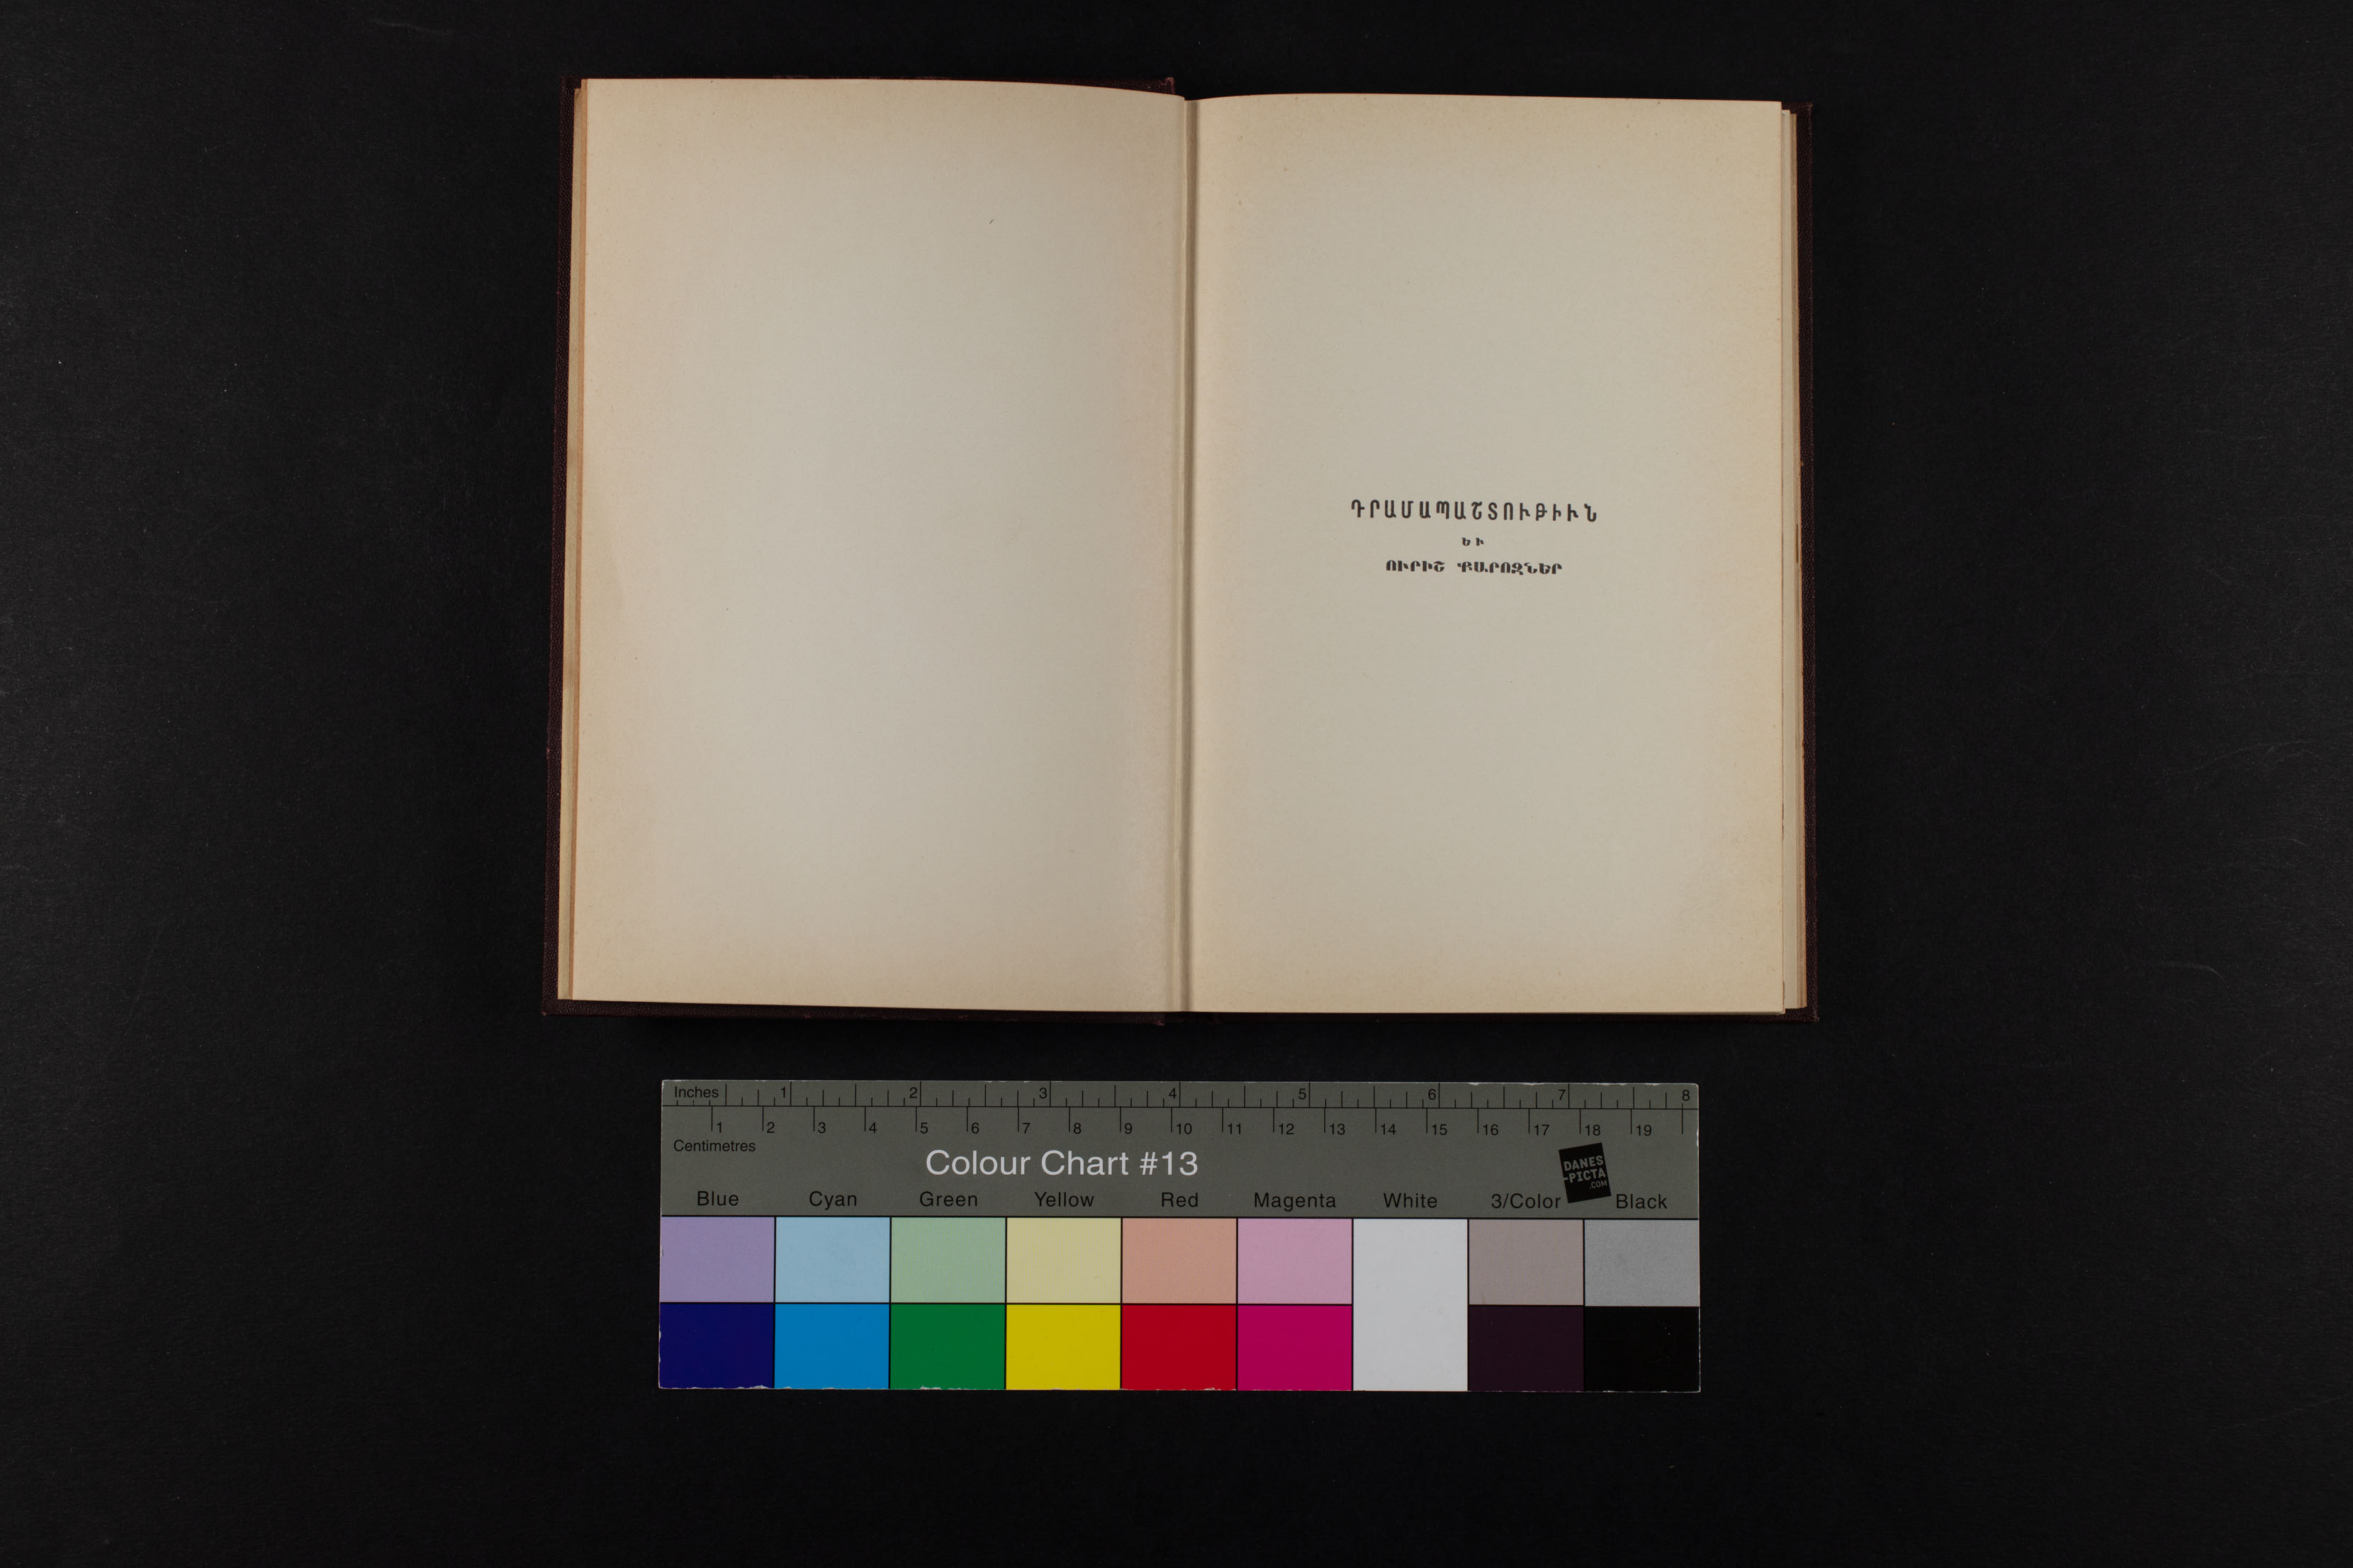 ԴՐԱՄԱՊԱՇՏՈՒԹԻՒՆ
ԵՒ
ՈՒՐԻՇ ՔԱՐՈԶՆԵՐ
Inches 1 2 3 4 5 6 7 8
1 2 3 4 5 6 7 8 9 10 11 12 13 14 15 16 17 18 19
Centimetres
Colour Chart #13
DANES
-PICTA
.COM
Blue Cyan Green Yellow Red Magenta White 3/Color Black